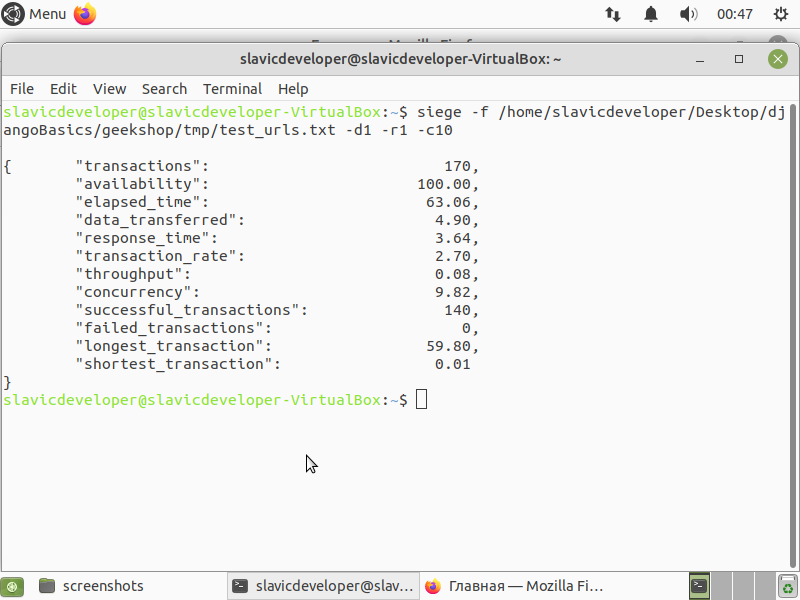 Menu 00:47
slavicdeveloper@slavicdeveloper-VirtualBox: ~
File Edit View Search Terminal Help
slavicdeveloper@slavicdeveloper-VirtualBox:~$ siege -f /home/slavicdeveloper/Desktop/dj
angoBasics/geekshop/tmp/test_urls.txt -d1 -r1 -c10
{ "transactions": 170,
"availability": 100.00,
"elapsed_time": 63.06,
"data_transferred": 4.90,
"response_time": 3.64,
"transaction_rate": 2.70,
"throughput": 0.08,
"concurrency": 9.82,
"successful_transactions": 140,
"failed_transactions": 0,
"longest_transaction": 59.80,
"shortest_transaction": 0.01
}
slavicdeveloper@slavicdeveloper-VirtualBox:~$
screenshots slavicdeveloper@slav... Главная — Mozilla Fi...